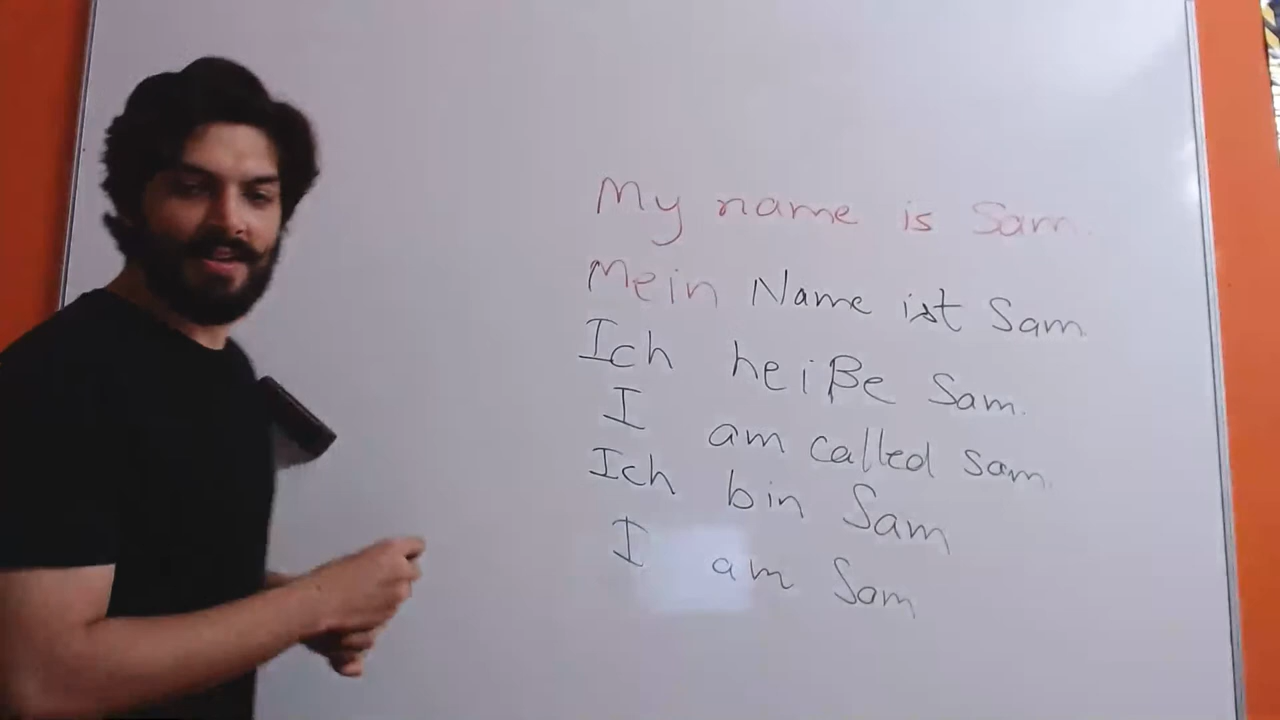 My name is Sam.
Mein Name ist Sam
Ich heiße Sam.
I am called Sam.
Ich bin Sam
I am Sam